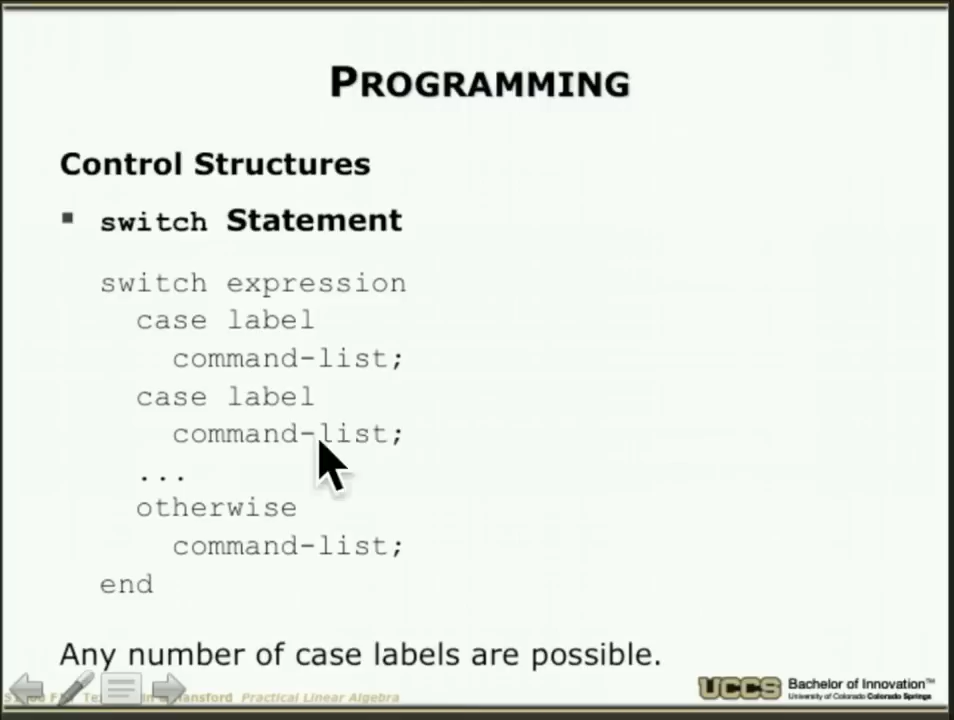 PROGRAMMING
Control Structures
▪ switch Statement
switch expression
case label
command-list;
case label
command-list;
...
otherwise
command-list;
end
Any number of case labels are possible.
ansford Practical Linear Algebra
UCCS Bachelor of Innovation™
University of Colorado Colorado Springs